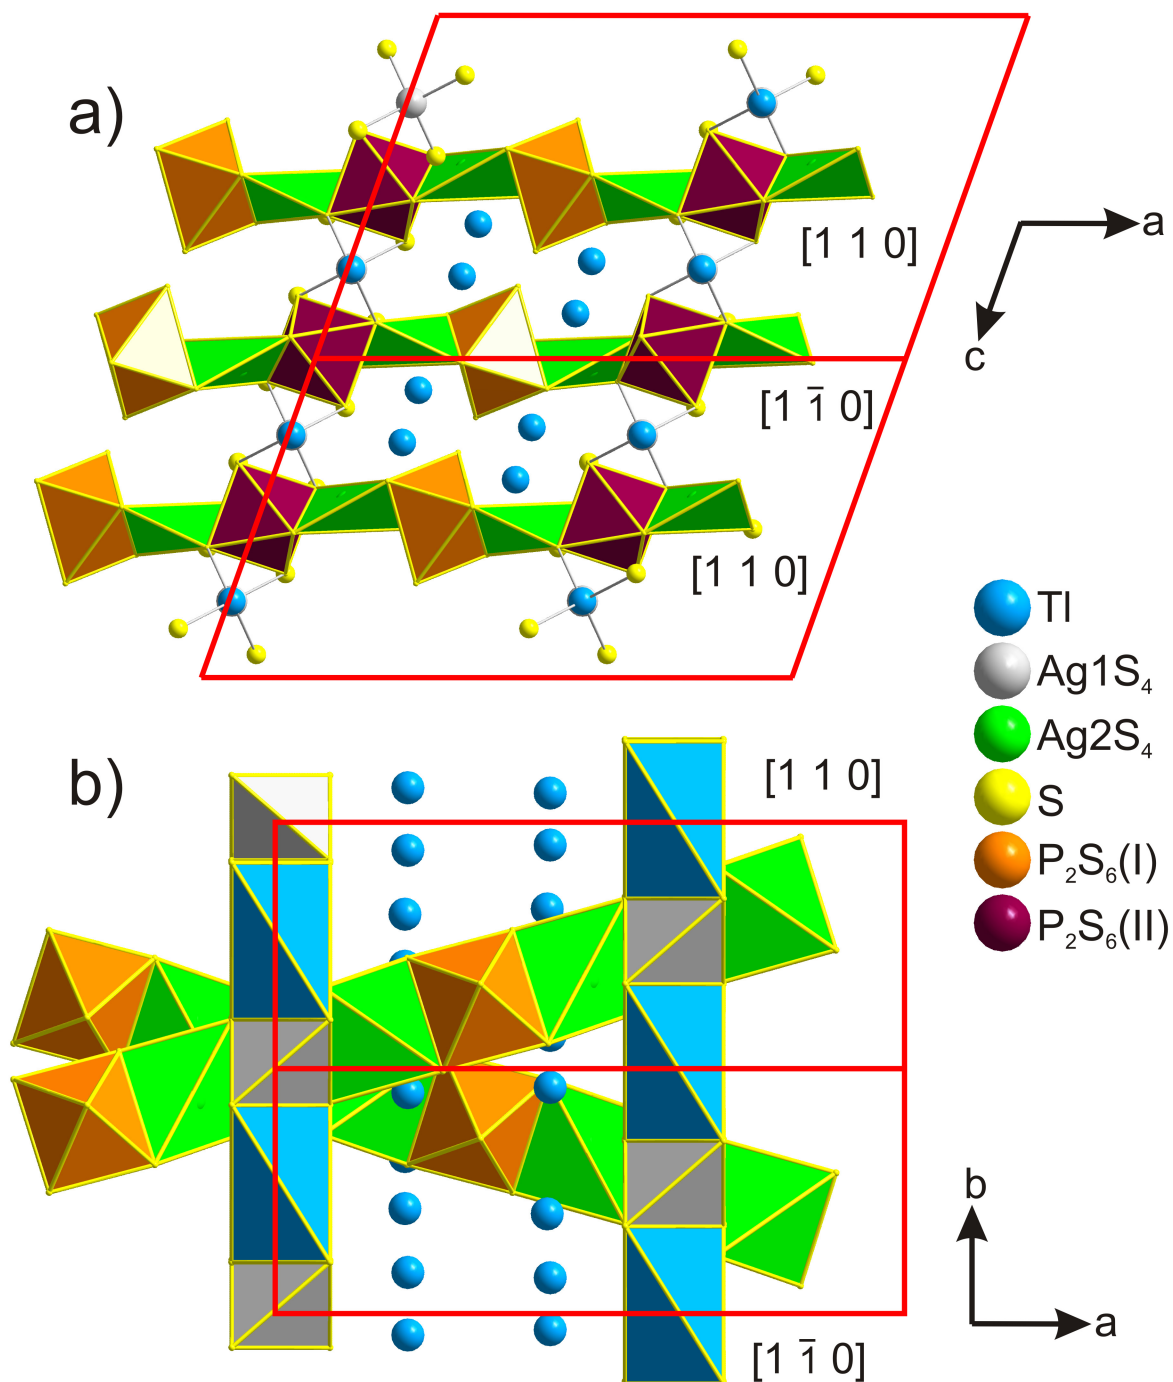 a)
[1 1 0]
a
c
[1 1̄ 0]
[1 1 0]
Tl
Ag1S₄
Ag2S₄
S
P₂S₆(I)
P₂S₆(II)
b)
[1 1 0]
b
a
[1 1̄ 0]